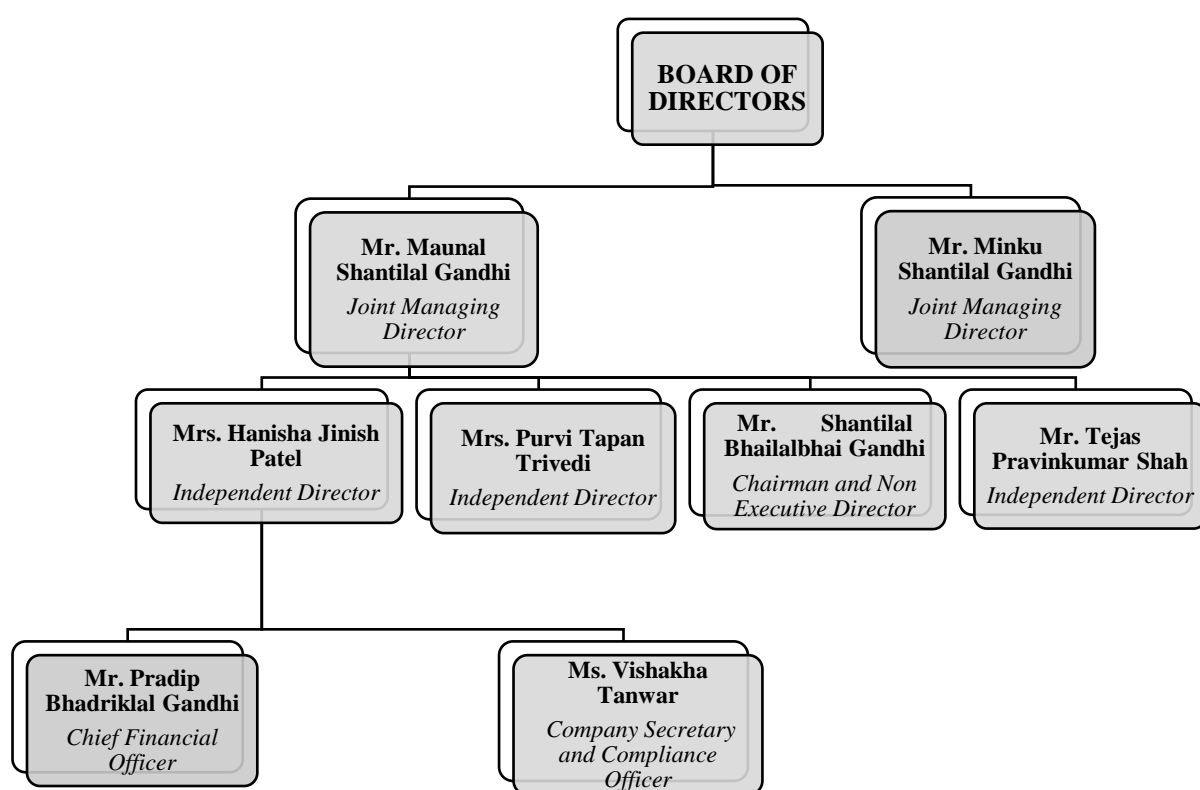 BOARD OF
DIRECTORS
Mr. Maunal
Shantilal Gandhi
Joint Managing
Director
Mr. Minku
Shantilal Gandhi
Joint Managing
Director
Mrs. Hanisha Jinish
Patel
Independent Director
Mrs. Purvi Tapan
Trivedi
Independent Director
Mr. Shantilal
Bhailalbhai Gandhi
Chairman and Non
Executive Director
Mr. Tejas
Pravinkumar Shah
Independent Director
Mr. Pradip
Bhadriklal Gandhi
Chief Financial
Officer
Ms. Vishakha
Tanwar
Company Secretary
and Compliance
Officer